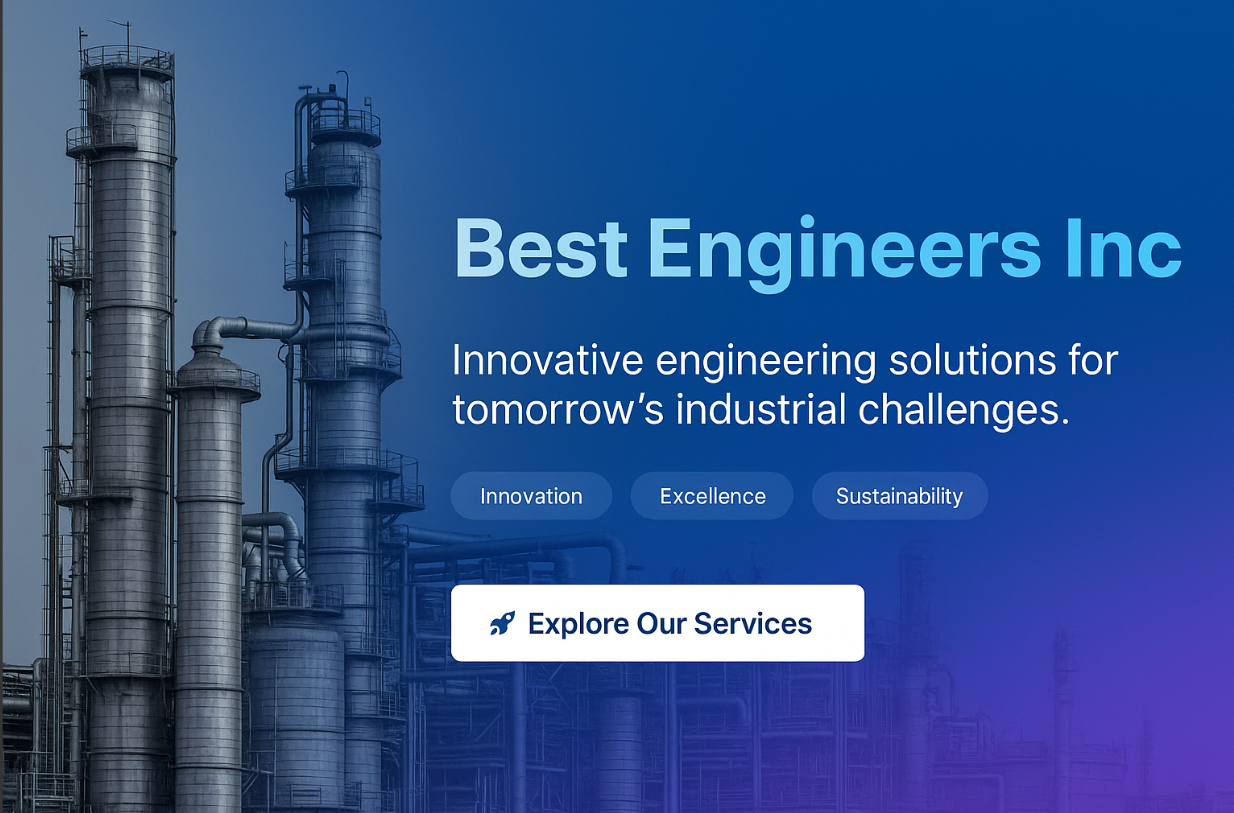 Best Engineers Inc
Innovative engineering solutions for
tomorrow’s industrial challenges.
Innovation Excellence Sustainability
Explore Our Services